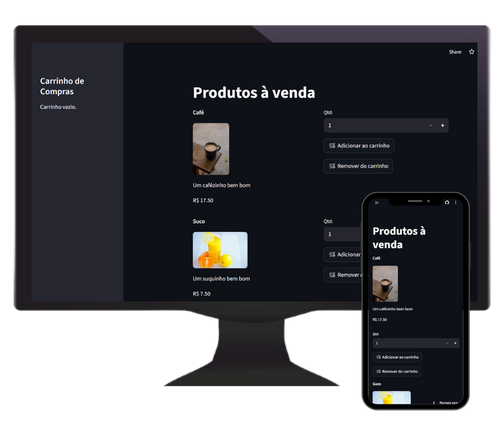 Share
Carrinho de
Compras
Carrinho vazio.
Produtos à venda
Café
Qtd:
1
Adicionar ao carrinho
Remover do carrinho
Um cafézinho bem bom
R$ 17.50
Suco
Qtd:
1
Adicionar
Remover
Um suquinho bem bom
R$ 7.50
Produtos à
venda
Café
Um cafézinho bem bom
R$ 17.50
Qtd:
1
Adicionar ao carrinho
Remover do carrinho
Suco